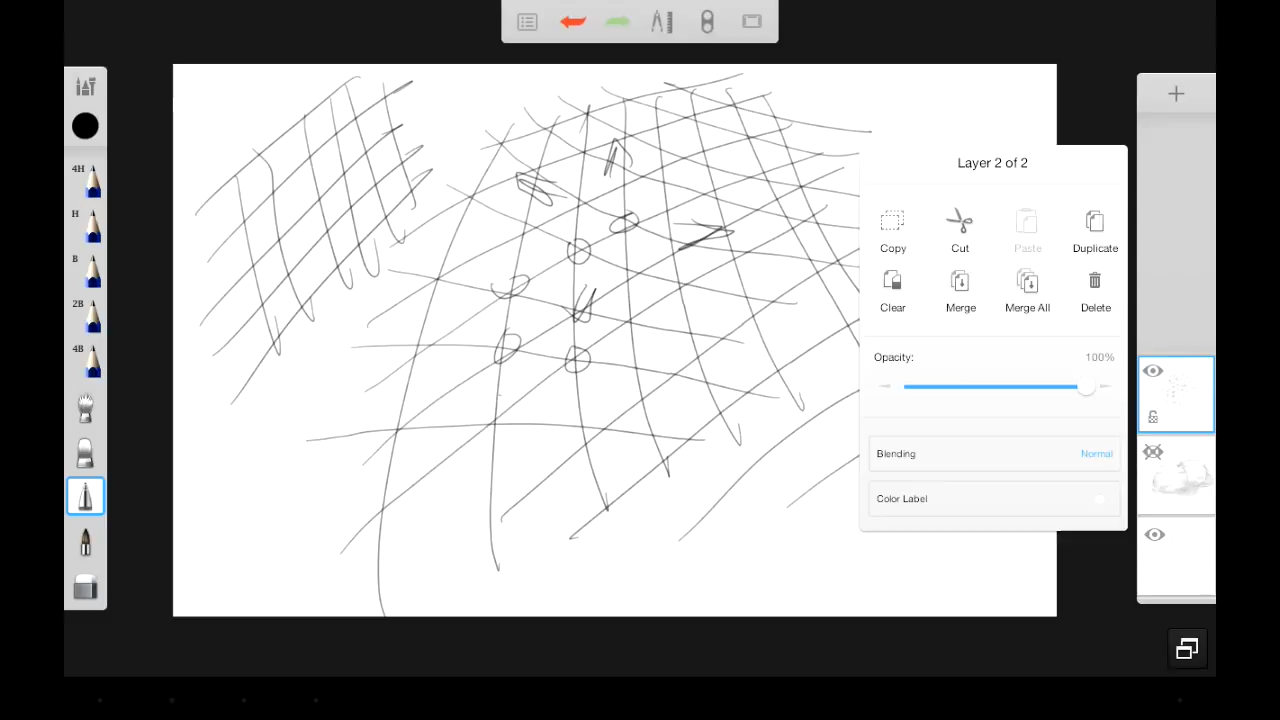 Layer 2 of 2
4H
H
B
2B
4B
Copy Cut Paste Duplicate
Clear Merge Merge All Delete
Opacity: 100%
Blending Normal
Color Label